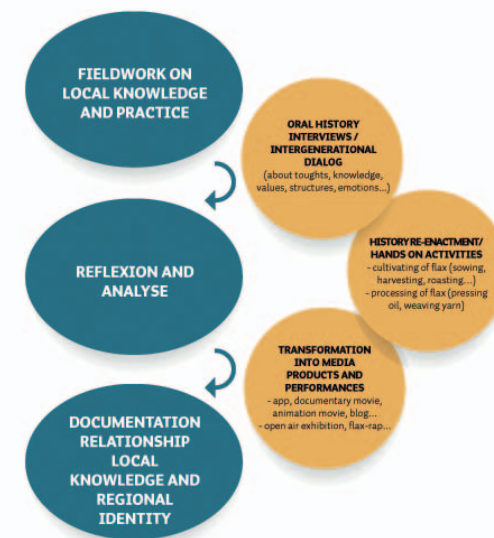 FIELDWORK ON
LOCAL KNOWLEDGE
AND PRACTICE
ORAL HISTORY
INTERVIEWS /
INTERGENERATIONAL
DIALOG
(about toughts, knowledge,
values, structures, emotions...)
HISTORY RE-ENACTMENT/
HANDS ON ACTIVITIES
- cultivating of flax (sowing,
harvesting, roasting...)
- processing of flax (pressing
oil, weaving yarn)
REFLEXION AND
ANALYSE
TRANSFORMATION
INTO MEDIA
PRODUCTS AND
PERFORMANCES
- app, documentary movie,
animation movie, blog...
- open air exhibition, flax-rap...
DOCUMENTATION
RELATIONSHIP
LOCAL
KNOWLEDGE AND
REGIONAL
IDENTITY